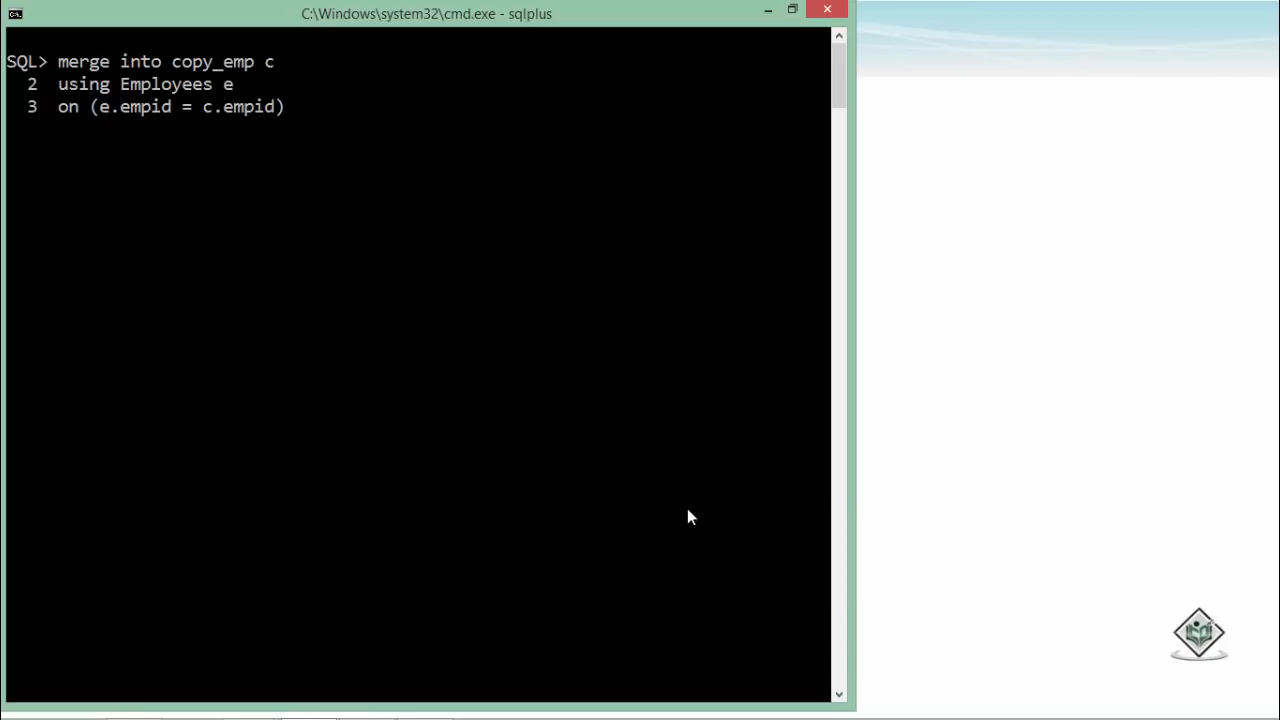 C:\Windows\system32\cmd.exe - sqlplus
SQL> merge into copy_emp c
2 using Employees e
3 on (e.empid = c.empid)